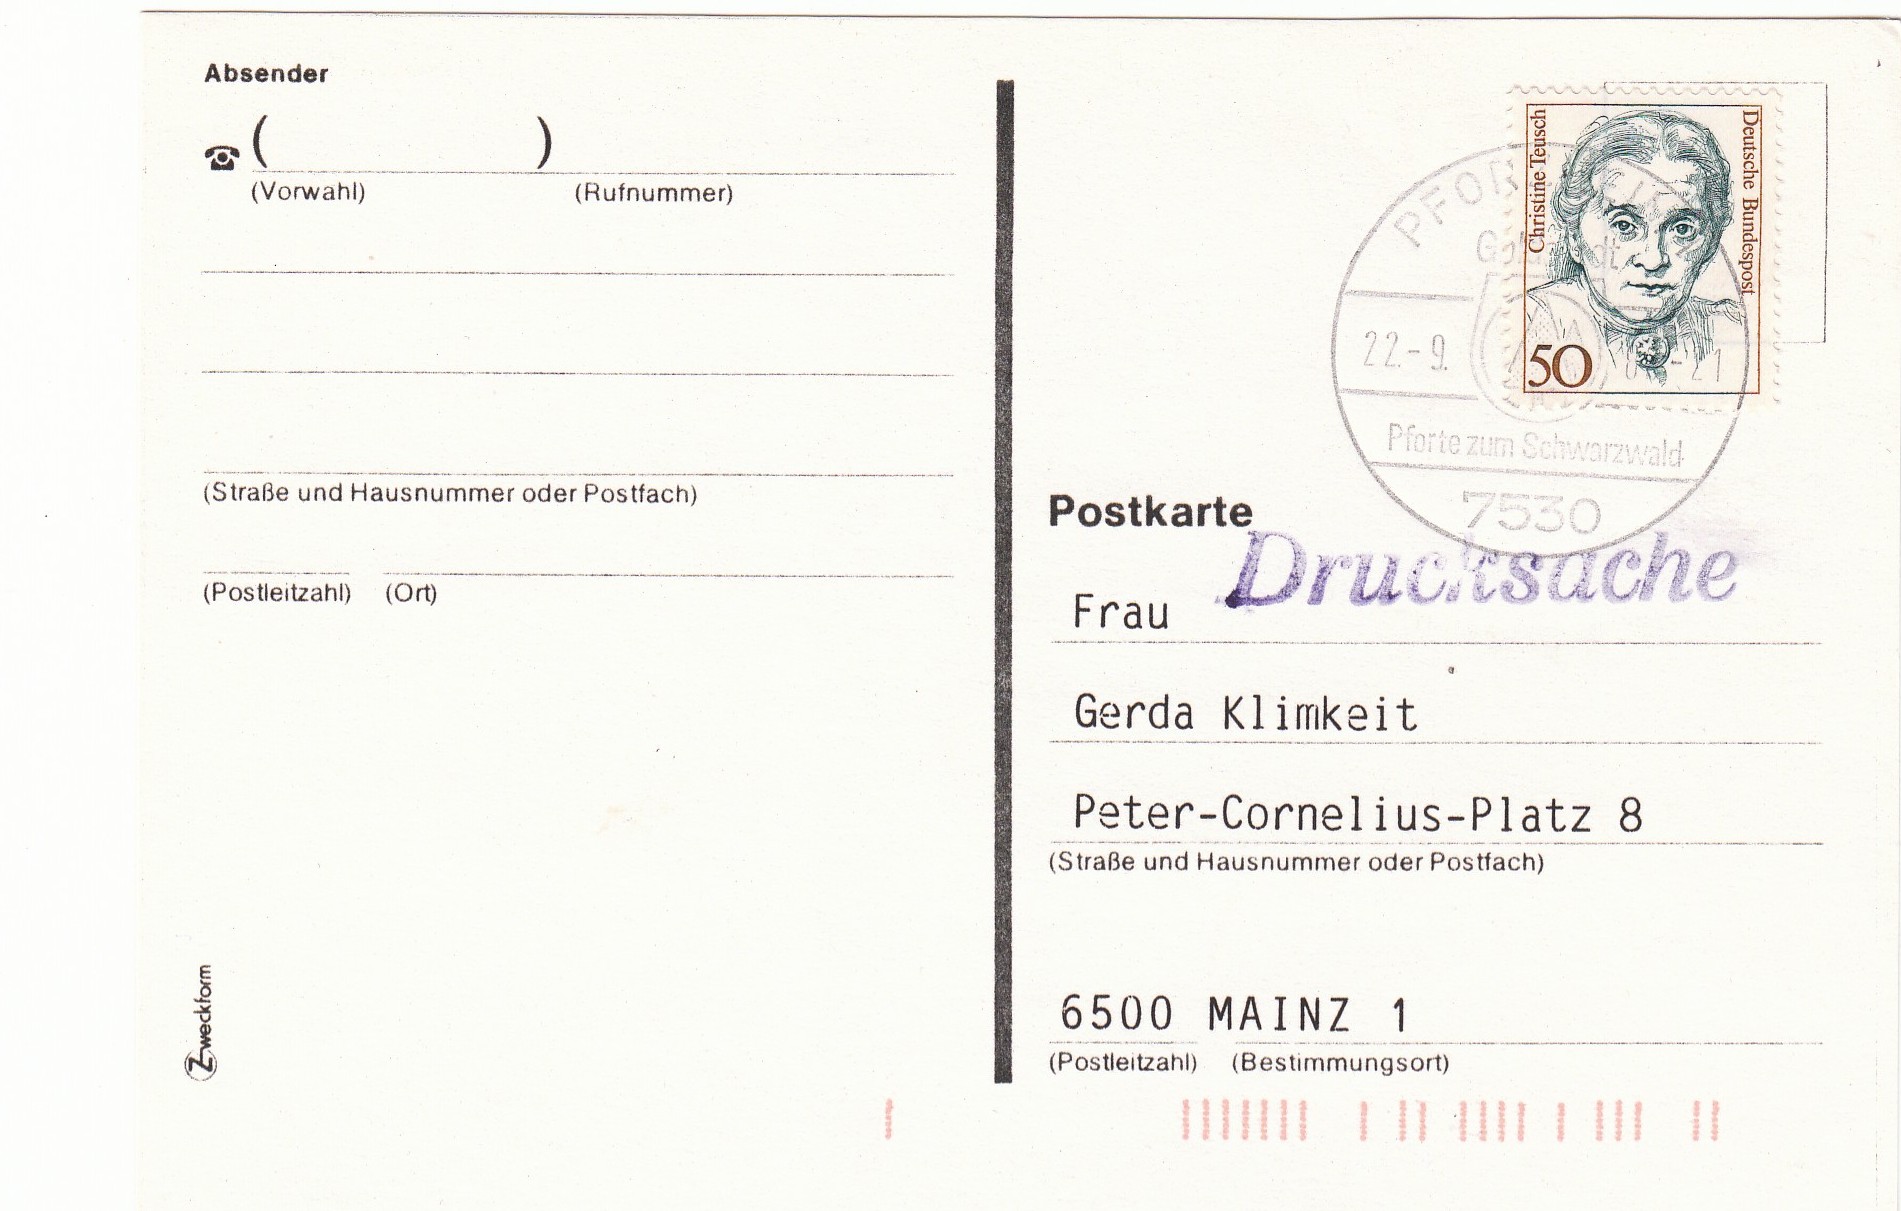 Absender
( )
(Vorwahl) (Rufnummer)
(Straße und Hausnummer oder Postfach)
(Postleitzahl) (Ort)
Zweckform
Christine Teusch
Deutsche Bundespost
50
22.-9.
Pforte zum Schwarzwald
7530
Postkarte
Drucksache
Frau
Gerda Klimkeit
Peter-Cornelius-Platz 8
(Straße und Hausnummer oder Postfach)
6500 MAINZ 1
(Postleitzahl) (Bestimmungsort)